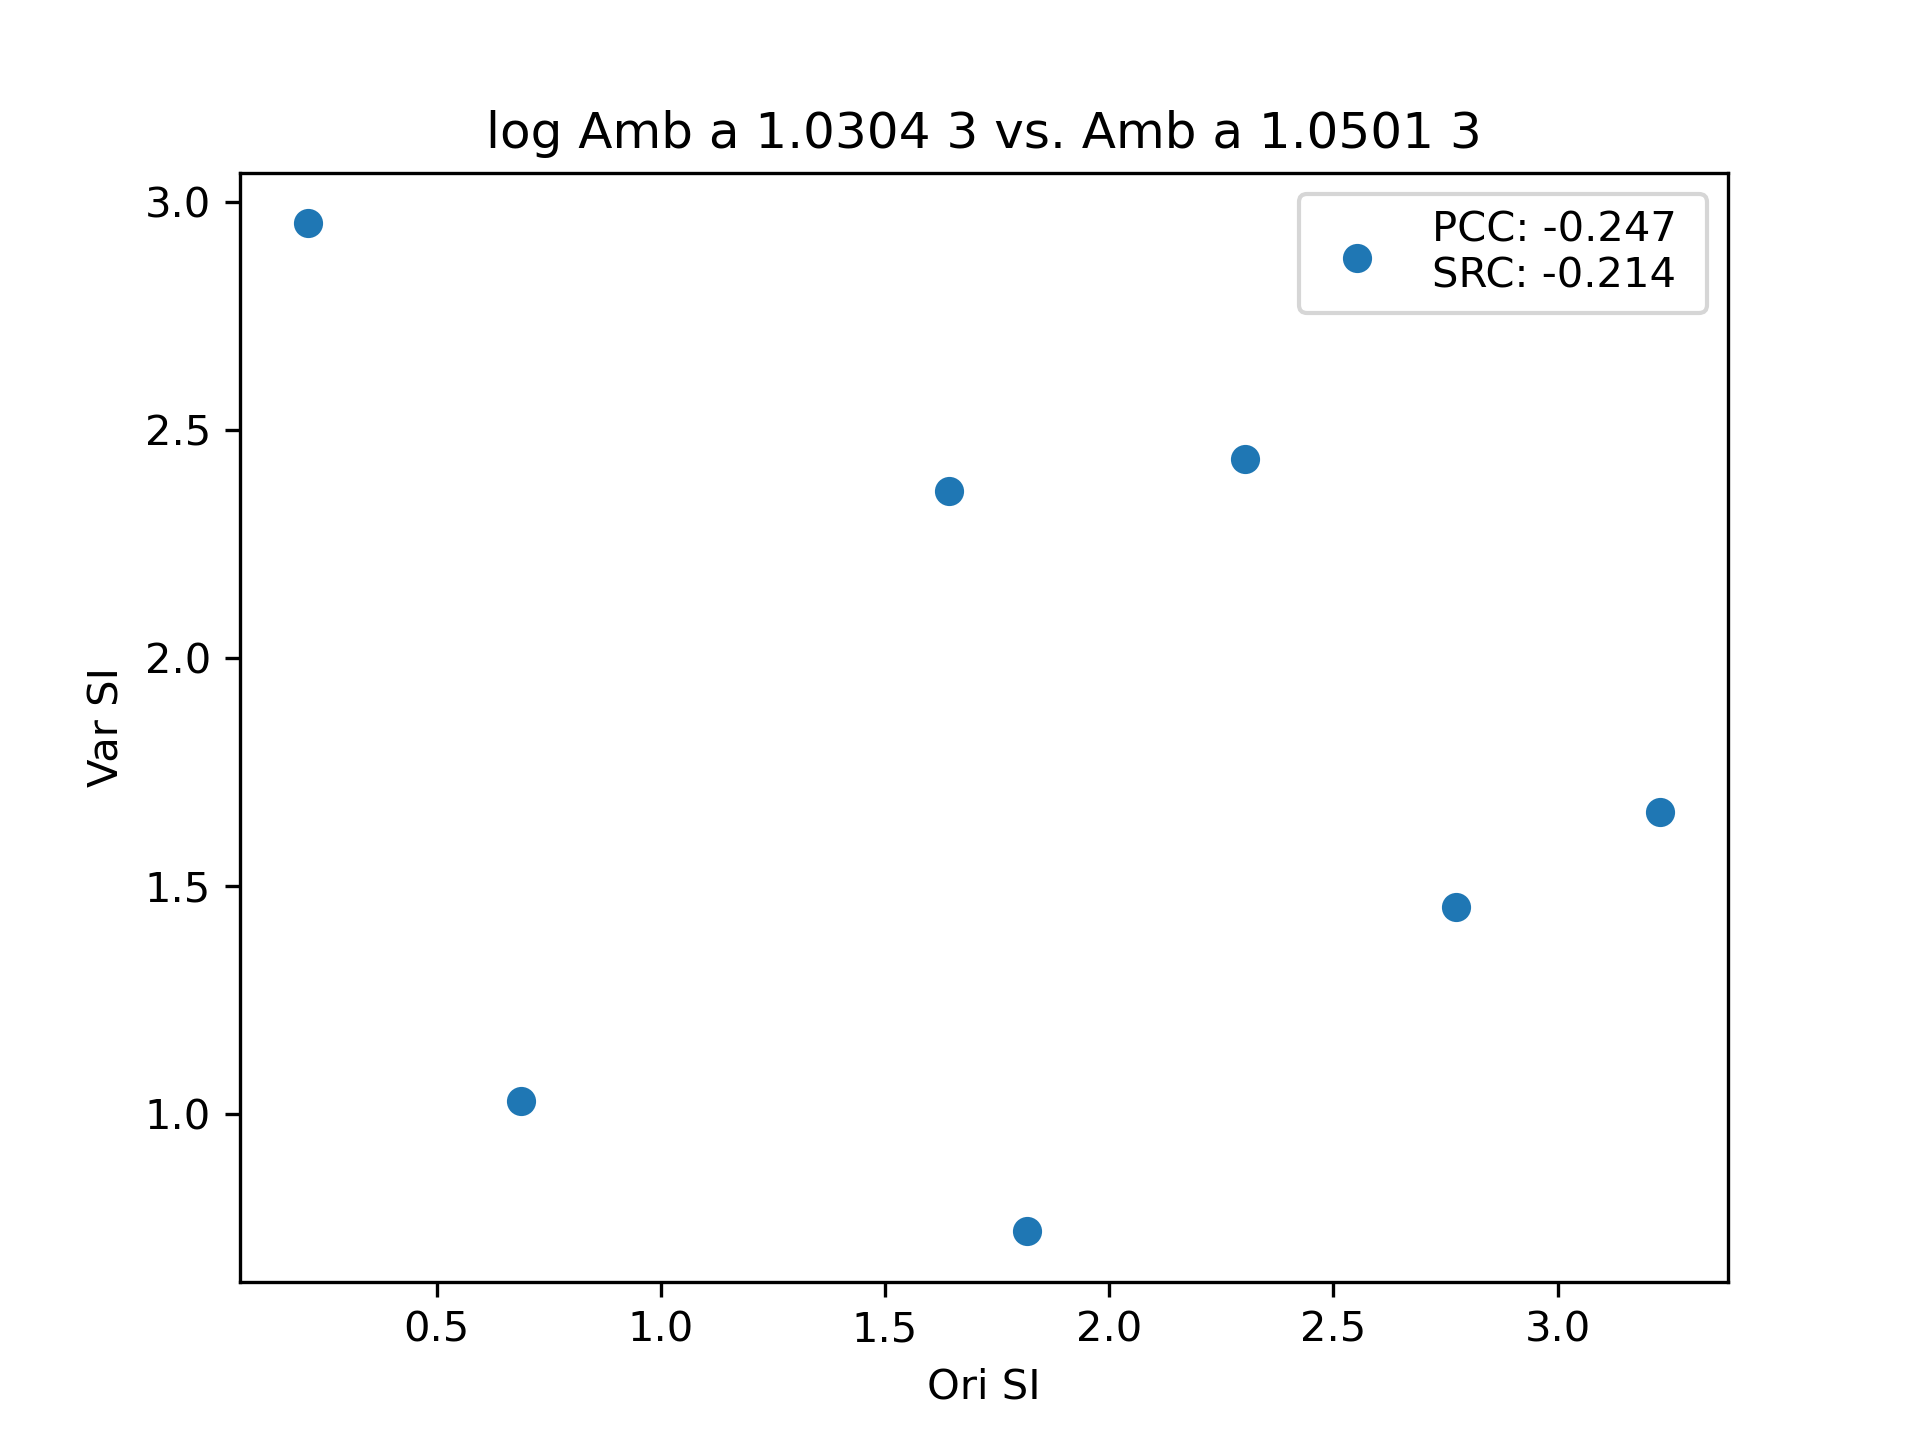 log Amb a 1.0304 3 vs. Amb a 1.0501 3
PCC: -0.247
SRC: -0.214
3.0
2.5
2.0
1.5
1.0
Var SI
0.5 1.0 1.5 2.0 2.5 3.0
Ori SI